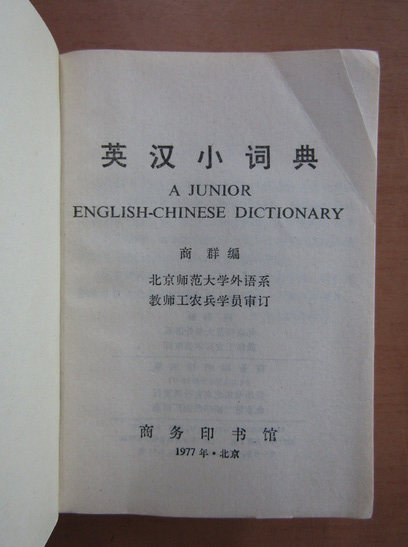 英汉小词典
A JUNIOR
ENGLISH-CHINESE DICTIONARY
商群编
北京师范大学外语系
教师工农兵学员审订
商务印书馆
1977年·北京